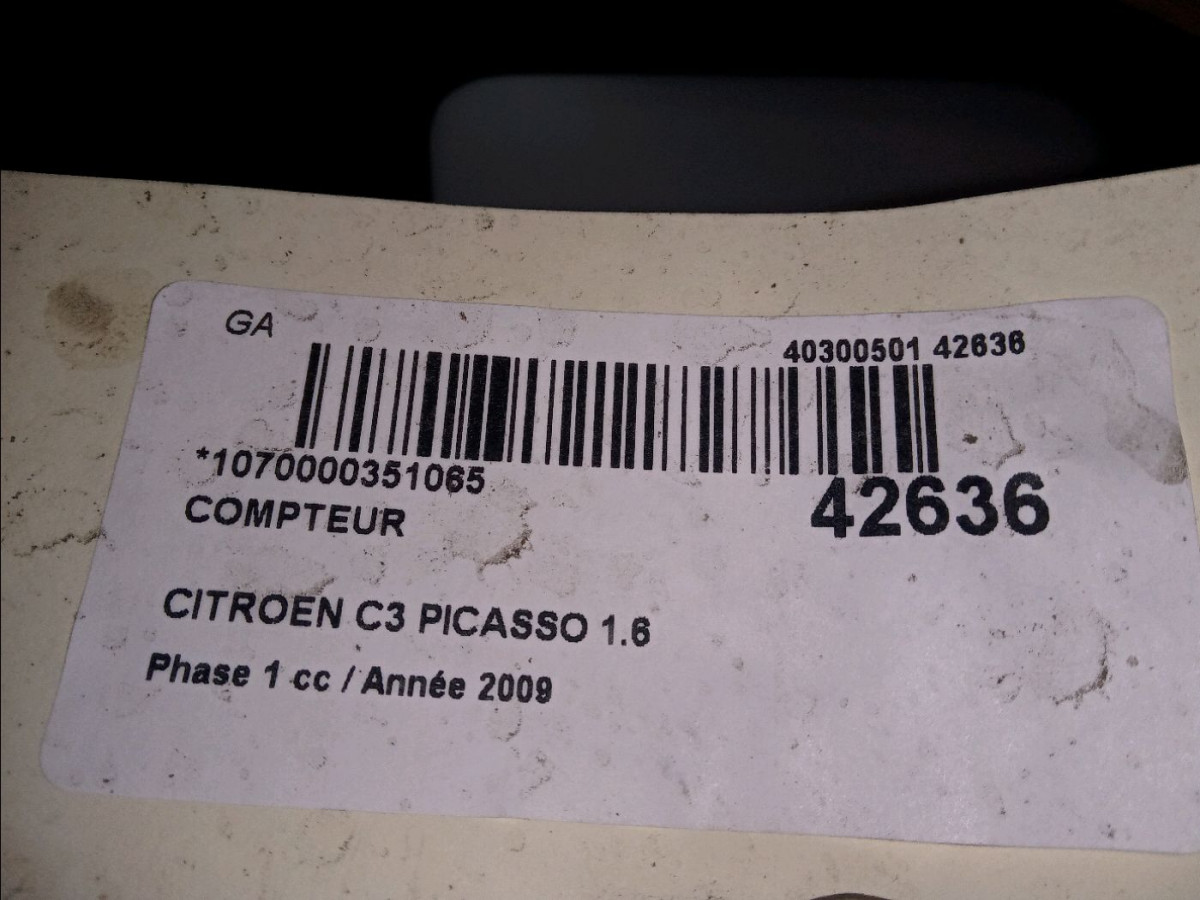 GA
40300501 42636
*1070000351065
42636
COMPTEUR
CITROEN C3 PICASSO 1.6
Phase 1 cc / Année 2009